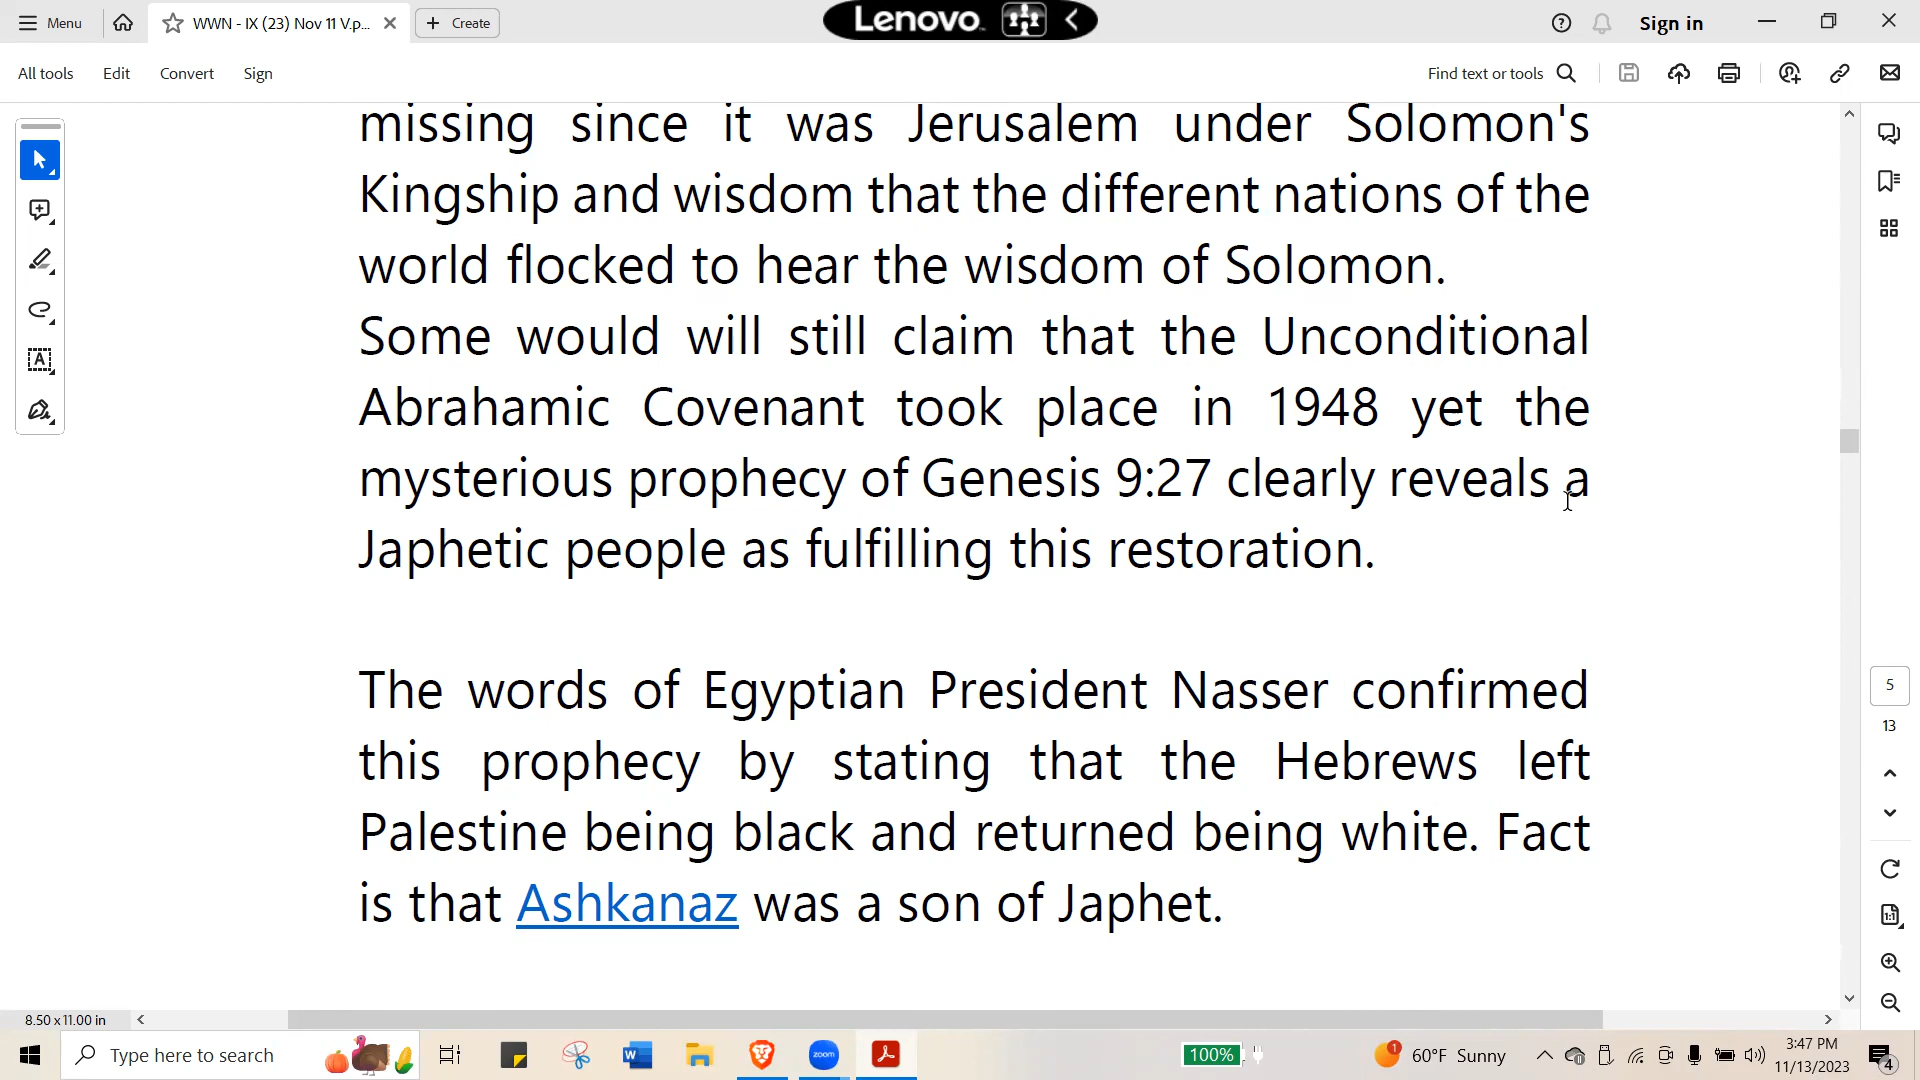 Menu
WWN - IX (23) Nov 11 V.p...
Create
Lenovo
Sign in
All tools
Edit
Convert
Sign
Find text or tools
missing since it was Jerusalem under Solomon's
Kingship and wisdom that the different nations of the
world flocked to hear the wisdom of Solomon.
Some would will still claim that the Unconditional
Abrahamic Covenant took place in 1948 yet the
mysterious prophecy of Genesis 9:27 clearly reveals a
Japhetic people as fulfilling this restoration.
The words of Egyptian President Nasser confirmed
this prophecy by stating that the Hebrews left
Palestine being black and returned being white. Fact
is that Ashkanaz was a son of Japhet.
5
13
8.50 x 11.00 in
Type here to search
zoom
100%
1
60°F Sunny
3:47 PM
11/13/2023
4